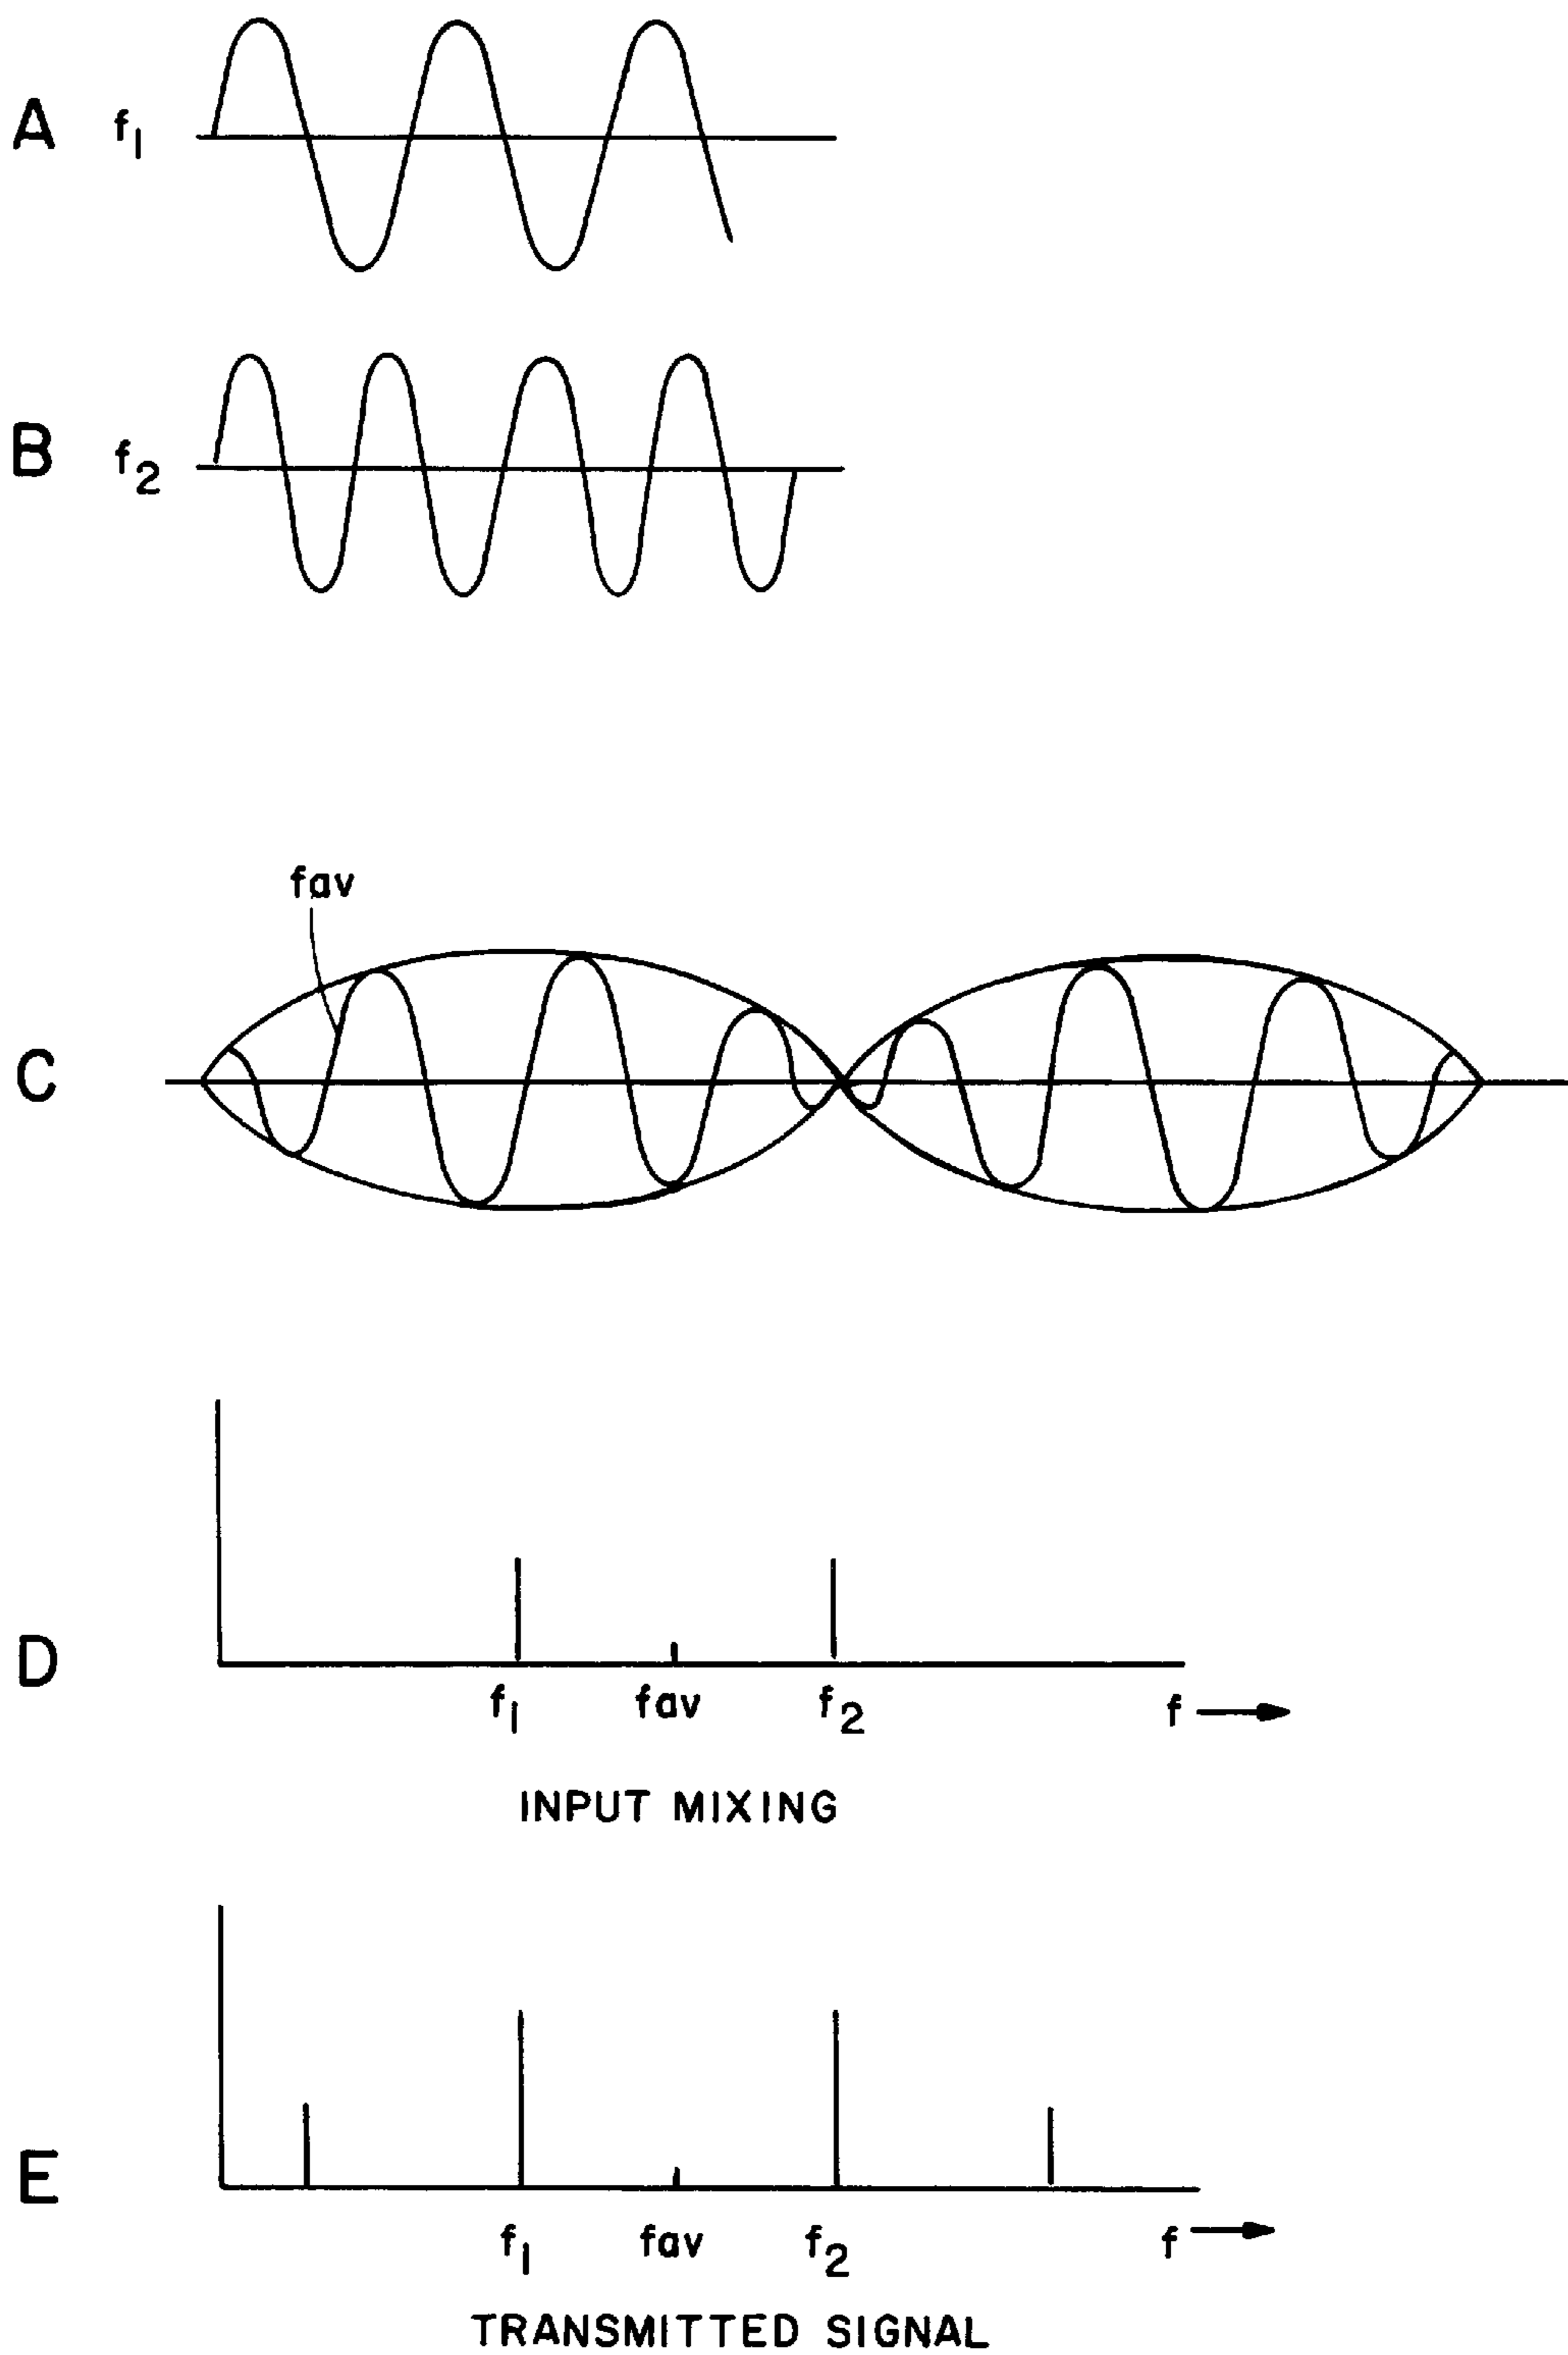 A f1
B f2
fav
C
D
f1 fav f2 f
INPUT MIXING
E
f1 fav f2 f
TRANSMITTED SIGNAL